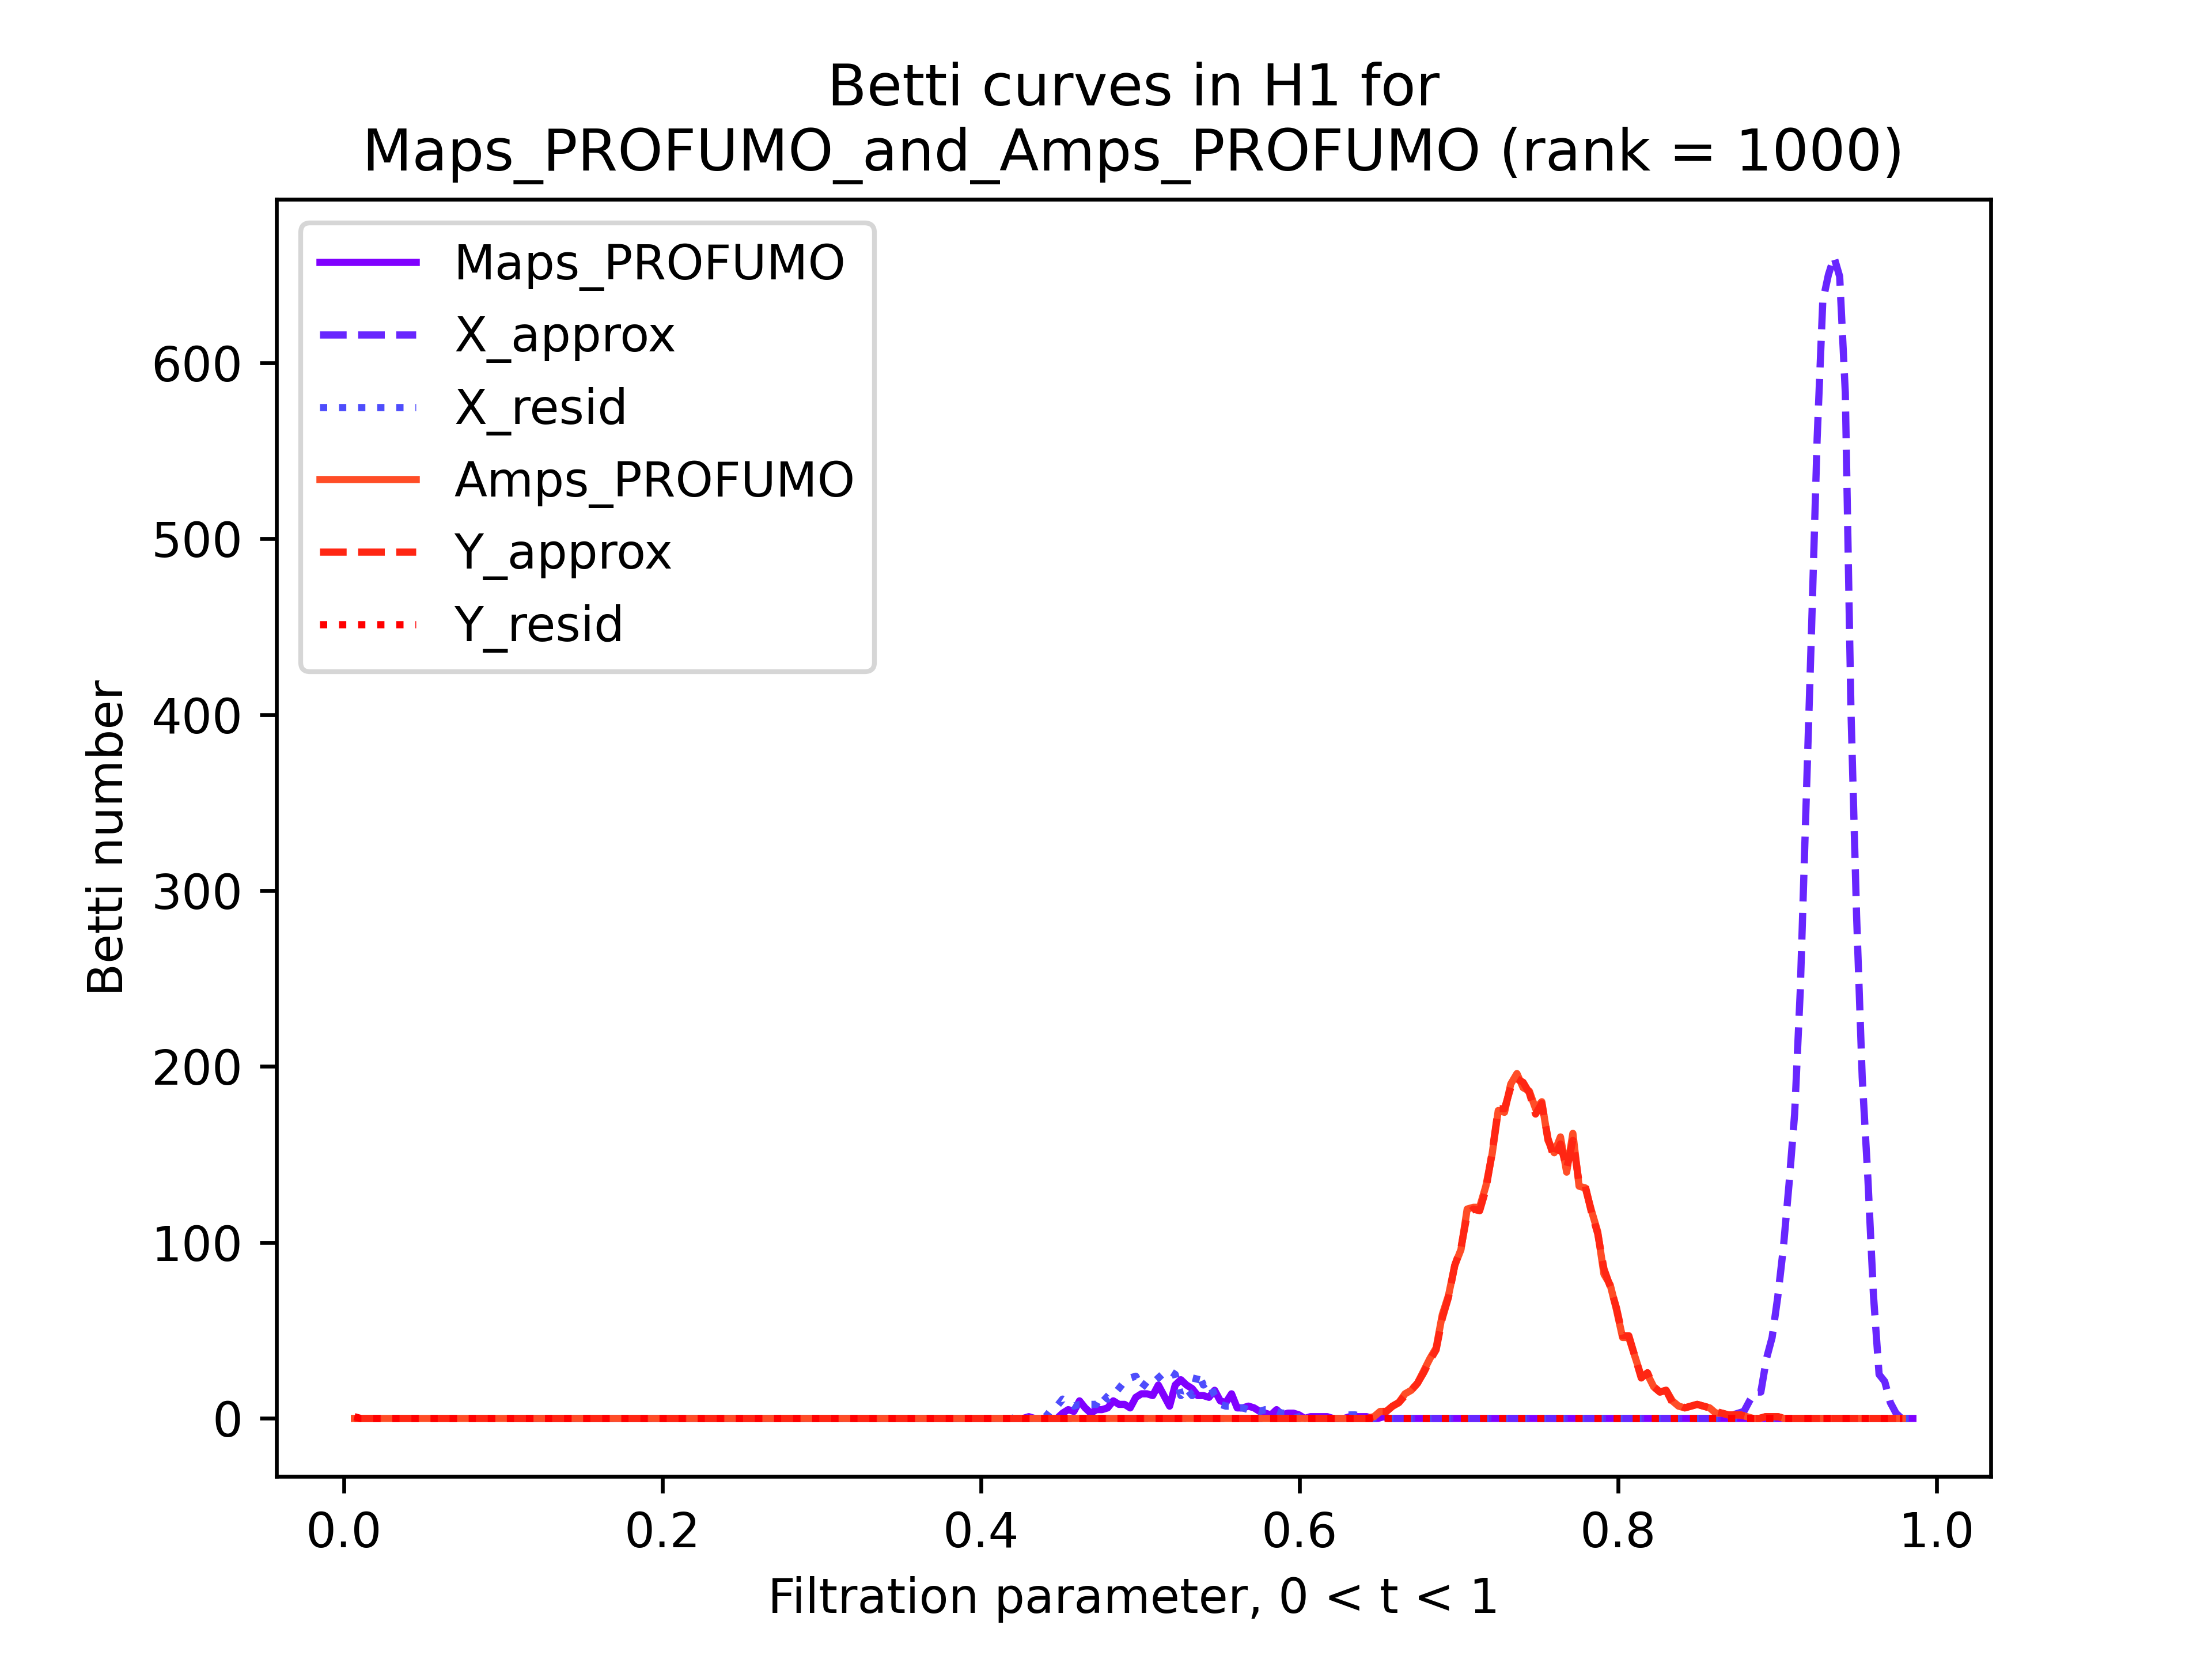 Betti curves in H1 for
Maps_PROFUMO_and_Amps_PROFUMO (rank = 1000)
Maps_PROFUMO
X_approx
X_resid
Amps_PROFUMO
Y_approx
Y_resid
Betti number
600
500
400
300
200
100
0
0.0 0.2 0.4 0.6 0.8 1.0
Filtration parameter, 0 < t < 1